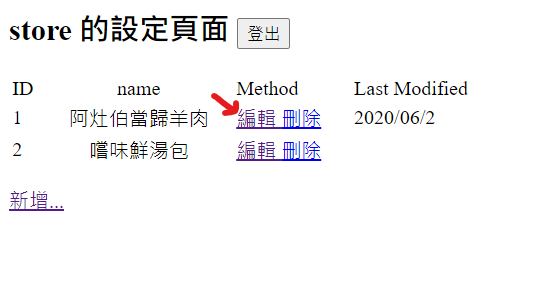 store 的設定頁面 登出
ID name Method Last Modified
1 阿灶伯當歸羊肉 編輯 刪除 2020/06/2
2 嚐味鮮湯包 編輯 刪除
新增...